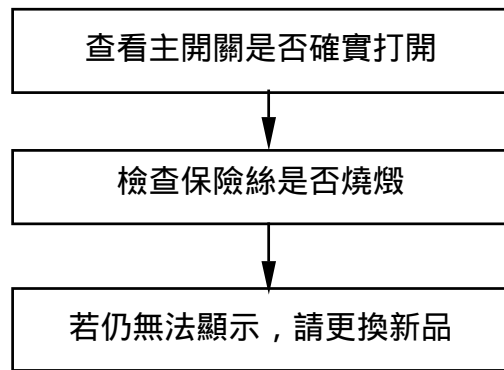 查看主開關是否確實打開
檢查保險絲是否燒燬
若仍無法顯示，請更換新品